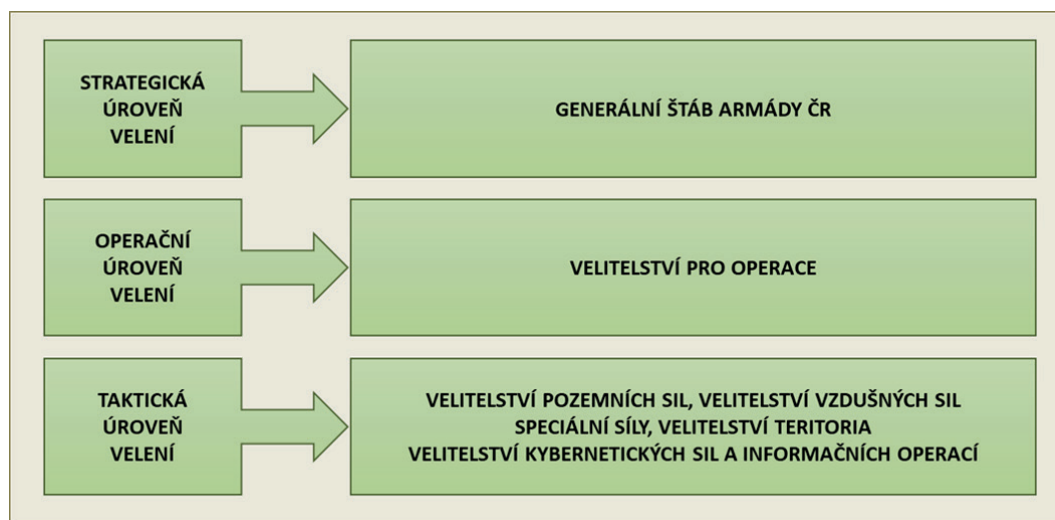 STRATEGICKÁ
ÚROVEŇ
VELENÍ
GENERÁLNÍ ŠTÁB ARMÁDY ČR
OPERAČNÍ
ÚROVEŇ
VELENÍ
VELITELSTVÍ PRO OPERACE
TAKTICKÁ
ÚROVEŇ
VELENÍ
VELITELSTVÍ POZEMNÍCH SIL, VELITELSTVÍ VZDUŠNÝCH SIL
SPECIÁLNÍ SÍLY, VELITELSTVÍ TERITORIA
VELITELSTVÍ KYBERNETICKÝCH SIL A INFORMAČNÍCH OPERACÍ